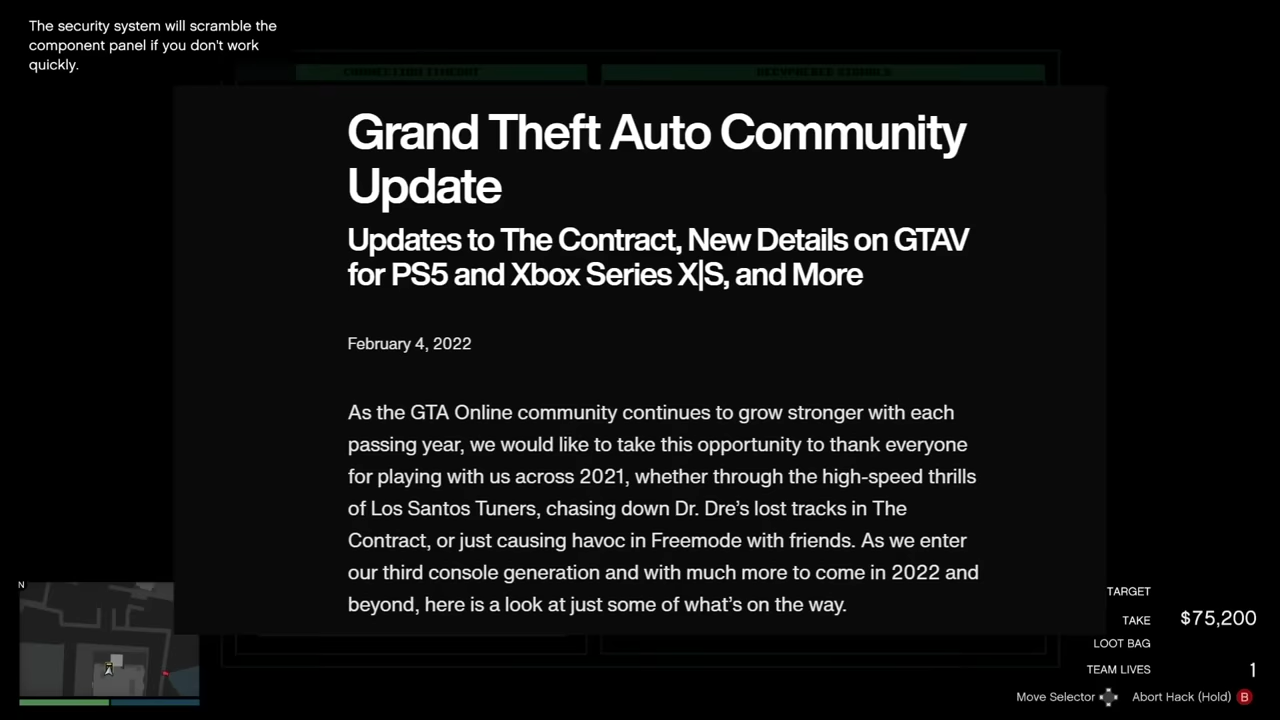 The security system will scramble the
component panel if you don't work
quickly.
Grand Theft Auto Community
Update
Updates to The Contract, New Details on GTAV
for PS5 and Xbox Series X|S, and More
February 4, 2022
As the GTA Online community continues to grow stronger with each
passing year, we would like to take this opportunity to thank everyone
for playing with us across 2021, whether through the high-speed thrills
of Los Santos Tuners, chasing down Dr. Dre’s lost tracks in The
Contract, or just causing havoc in Freemode with friends. As we enter
our third console generation and with much more to come in 2022 and
beyond, here is a look at just some of what’s on the way.
N
TARGET
TAKE $75,200
LOOT BAG
TEAM LIVES 1
Move Selector Abort Hack (Hold) B